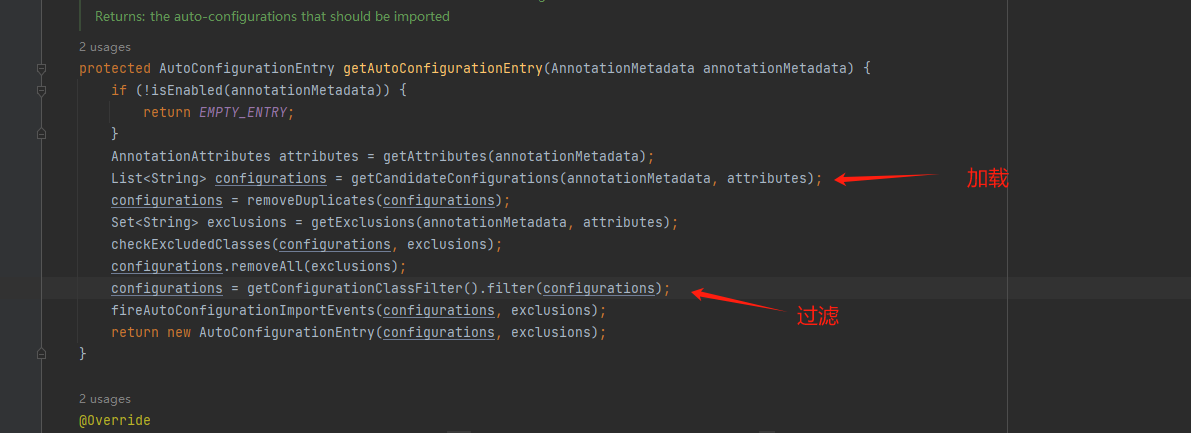 Returns: the auto-configurations that should be imported
2 usages
protected AutoConfigurationEntry getAutoConfigurationEntry(AnnotationMetadata annotationMetadata) {
if (!isEnabled(annotationMetadata)) {
return EMPTY_ENTRY;
}
AnnotationAttributes attributes = getAttributes(annotationMetadata);
List<String> configurations = getCandidateConfigurations(annotationMetadata, attributes); 加载
configurations = removeDuplicates(configurations);
Set<String> exclusions = getExclusions(annotationMetadata, attributes);
checkExcludedClasses(configurations, exclusions);
configurations.removeAll(exclusions);
configurations = getConfigurationClassFilter().filter(configurations);
fireAutoConfigurationImportEvents(configurations, exclusions); 过滤
return new AutoConfigurationEntry(configurations, exclusions);
}
2 usages
@Override